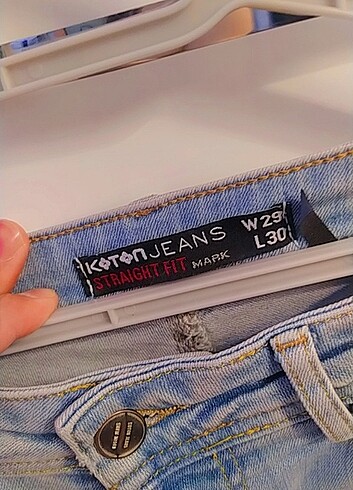 KOTON JEANS W29
STRAIGHT FIT MARK L30